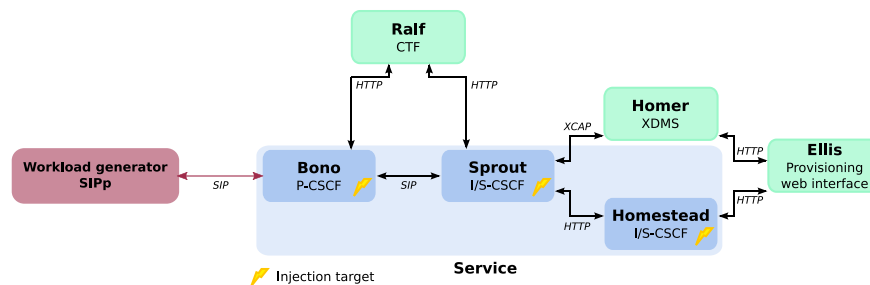 Ralf
CTF
HTTP
HTTP
Homer
XDMS
XCAP
HTTP
Ellis
Provisioning
web interface
Workload generator
SIPp
SIP
Bono
P-CSCF
SIP
Sprout
I/S-CSCF
HTTP
Homestead
I/S-CSCF
HTTP
Service
Injection target